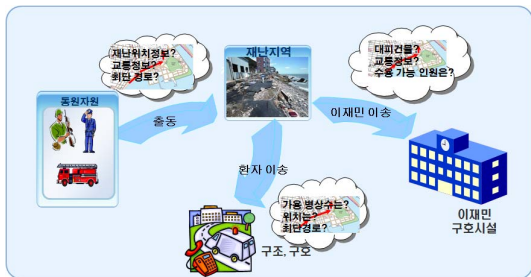 재난위치정보?
교통정보?
최단 경로?
재난지역
대피건물?
교통정보?
수용 가능 인원은?
동원자원
출동
이재민 이송
환자 이송
가용 병상수는?
위치는?
최단경로?
구조, 구호
이재민
구호시설